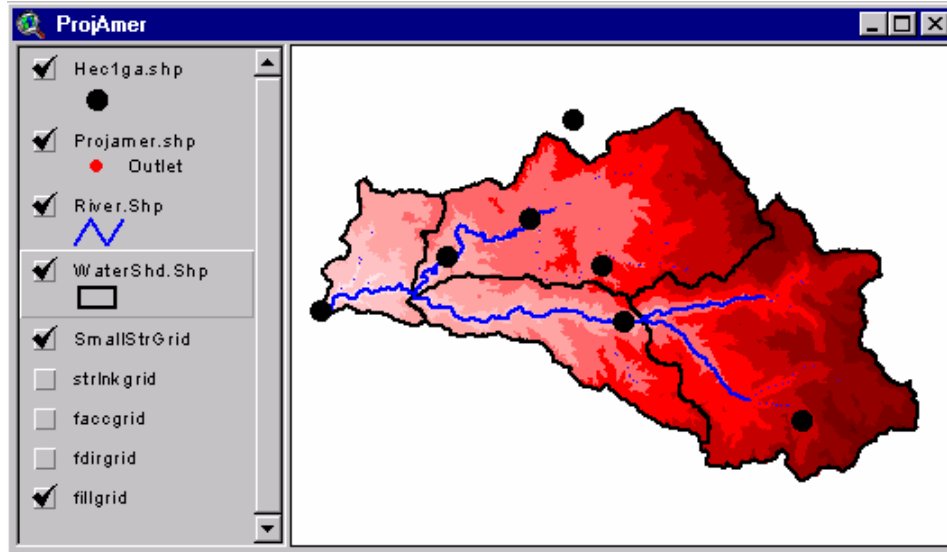 ProjAmer
Hec1ga.shp
Projamer.shp
Outlet
River.Shp
WaterShd.Shp
SmallStrGrid
strlnkgrid
faccgrid
fdirgrid
fillgrid